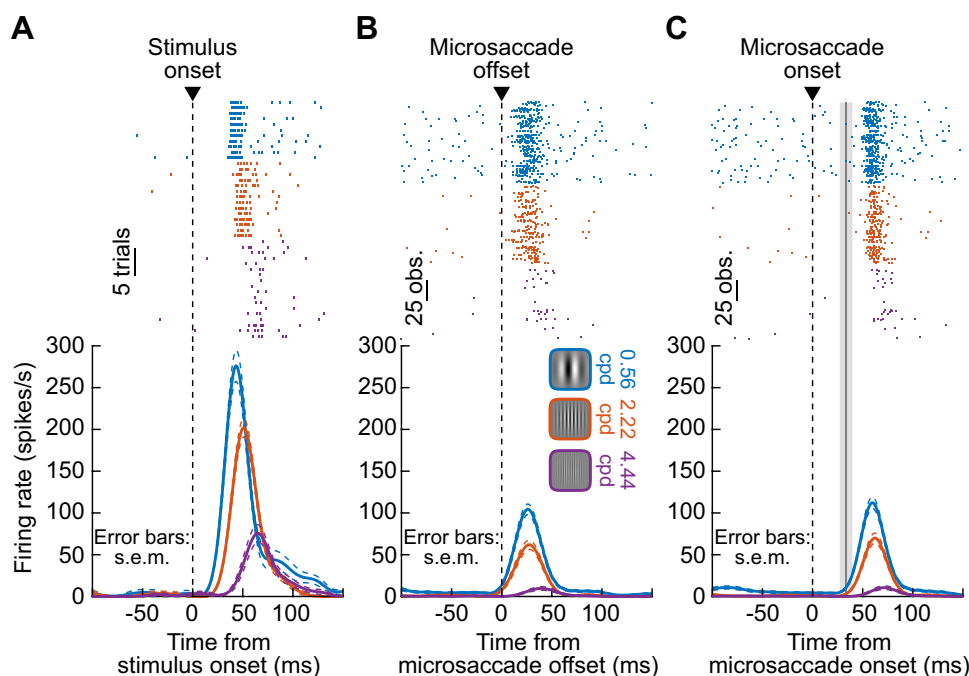 A
Stimulus
onset
5 trials
300
250
200
150
100
50
0
Firing rate (spikes/s)
Error bars:
s.e.m.
-50
0
50
100
Time from
stimulus onset (ms)
B
Microsaccade
offset
25 obs.
300
250
200
150
100
50
0
0.56
cpd
2.22
cpd
4.44
cpd
Error bars:
s.e.m.
-50
0
50
100
Time from
microsaccade offset (ms)
C
Microsaccade
onset
25 obs.
300
250
200
150
100
50
0
Error bars:
s.e.m.
-50
0
50
100
Time from
microsaccade onset (ms)